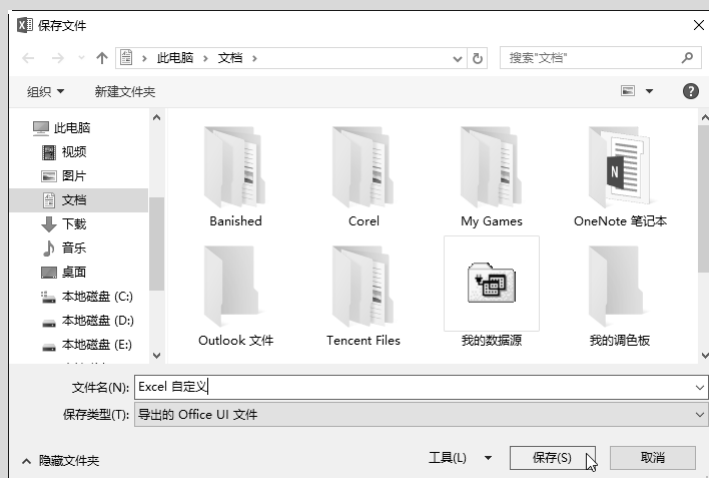 保存文件
此电脑 › 文档 ›
搜索"文档"
组织
新建文件夹
此电脑
视频
图片
文档
下载
音乐
桌面
本地磁盘 (C:)
本地磁盘 (D:)
本地磁盘 (E:)
Banished
Corel
My Games
OneNote 笔记本
Outlook 文件
Tencent Files
我的数据源
我的调色板
文件名(N): Excel 自定义
保存类型(T): 导出的 Office UI 文件
隐藏文件夹
工具(L)
保存(S)
取消